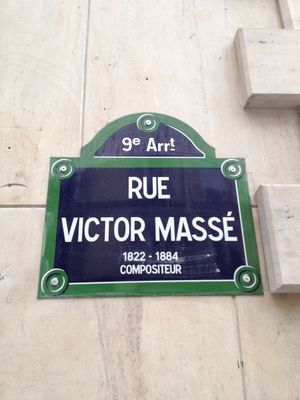 9e Arrt
RUE
VICTOR MASSÉ
1822 - 1884
COMPOSITEUR